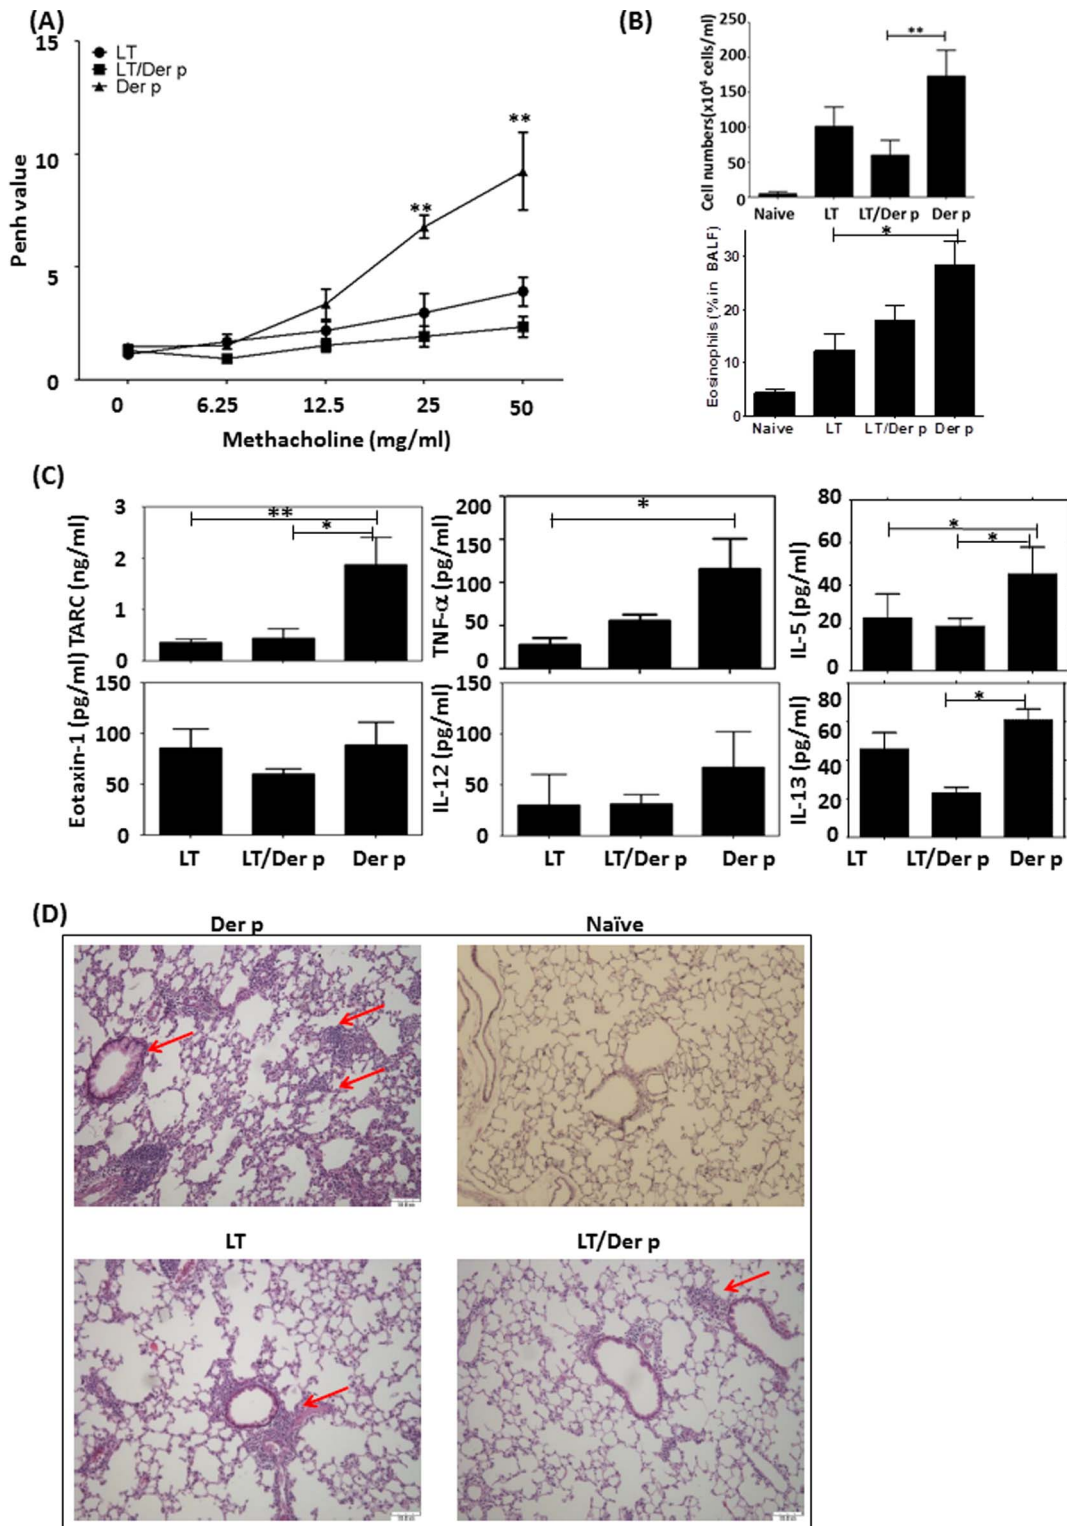 (A)
15
10
5
0
Penh value
LT
LT/Der p
Der p
**
**
0 6.25 12.5 25 50
Methacholine (mg/ml)
(B)
Cell numbers(x10⁴ cells/ml)
250
200
150
100
50
0
**
Naive LT LT/Der p Der p
Eosinophils (% in BALF)
30
20
10
0
*
Naive LT LT/Der p Der p
(C)
TARC (ng/ml)
3
2
1
0
**
*
TNF-α (pg/ml)
200
150
100
50
0
*
IL-5 (pg/ml)
80
60
40
20
0
*
*
Eotaxin-1 (pg/ml)
150
100
50
0
LT LT/Der p Der p
IL-12 (pg/ml)
150
100
50
0
LT LT/Der p Der p
IL-13 (pg/ml)
80
60
40
20
0
*
LT LT/Der p Der p
(D)
Der p Naïve
LT LT/Der p